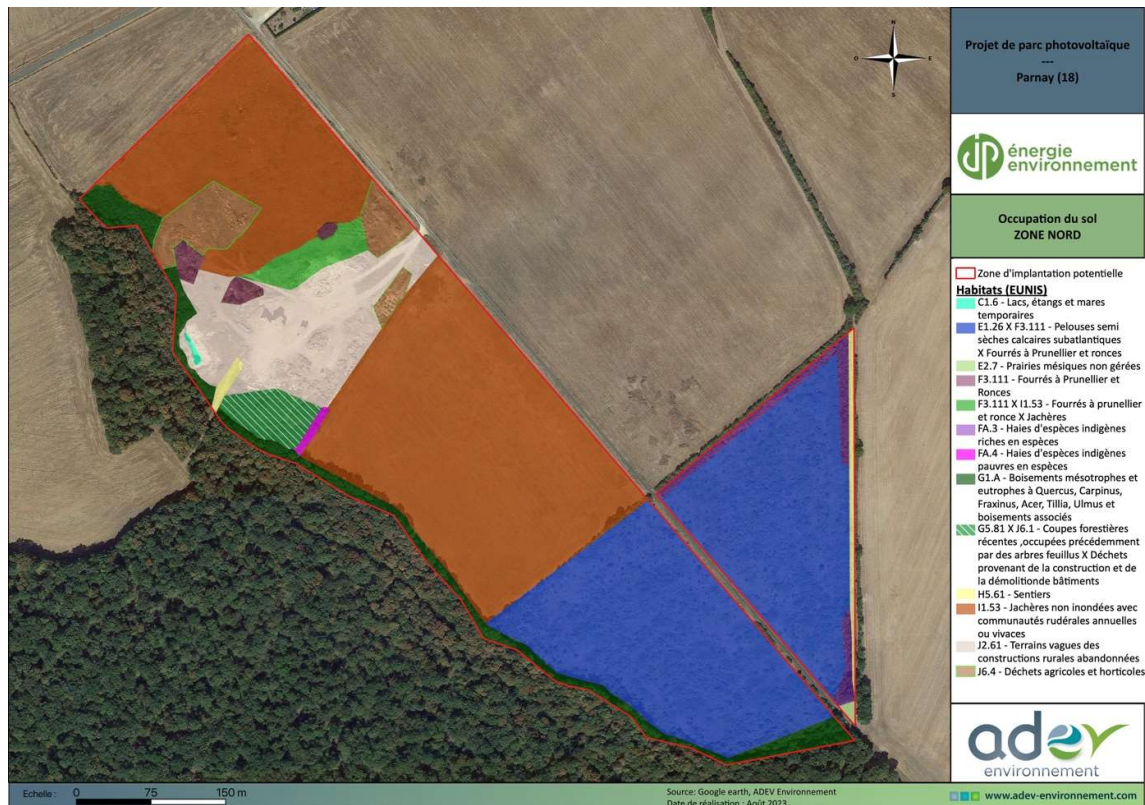 Projet de parc photovoltaïque
---
Parnay (18)
N
O
E
S
JP
énergie
environnement
Occupation du sol
ZONE NORD
Zone d'implantation potentielle
Habitats (EUNIS)
C1.6 - Lacs, étangs et mares
temporaires
E1.26 X F3.111 - Pelouses semi
sèches calcaires subatlantiques
X Fourrés à Prunellier et ronces
E2.7 - Prairies mésiques non gérées
F3.111 - Fourrés à Prunellier et
Ronces
F3.111 X I1.53 - Fourrés à prunellier
et ronce X Jachères
FA.3 - Haies d'espèces indigènes
riches en espèces
FA.4 - Haies d'espèces indigènes
pauvres en espèces
G1.A - Boisements mésotrophes et
eutrophes à Quercus, Carpinus,
Fraxinus, Acer, Tillia, Ulmus et
boisements associés
G5.81 X J6.1 - Coupes forestières
récentes ,occupées précédemment
par des arbres feuillus X Déchets
provenant de la construction et de
la démolitionde bâtiments
H5.61 - Sentiers
I1.53 - Jachères non inondées avec
communautés rudérales annuelles
ou vivaces
J2.61 - Terrains vagues des
constructions rurales abandonnées
J6.4 - Déchets agricoles et horticoles
adev
environnement
Echelle : 0 75 150 m
Source: Google earth, ADEV Environnement
Date de réalisation : Août 2023
www.adev-environnement.com